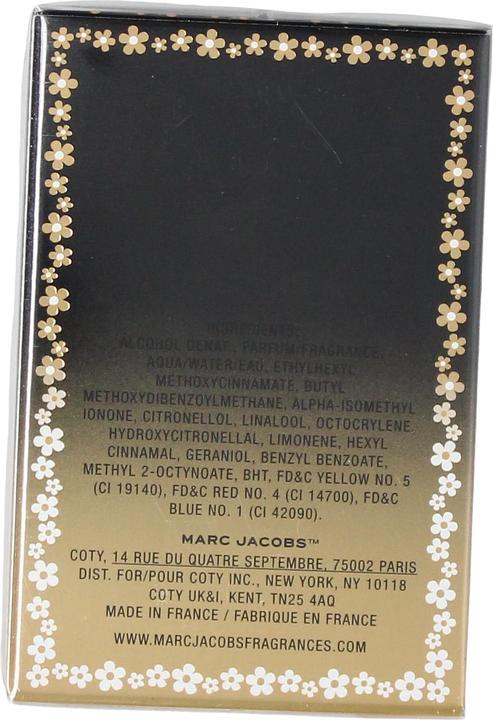 INGREDIENTS:
ALCOHOL DENAT., PARFUM/FRAGRANCE,
AQUA/WATER/EAU, ETHYLHEXYL
METHOXYCINNAMATE, BUTYL
METHOXYDIBENZOYLMETHANE, ALPHA-ISOMETHYL
IONONE, CITRONELLOL, LINALOOL, OCTOCRYLENE,
HYDROXYCITRONELLAL, LIMONENE, HEXYL
CINNAMAL, GERANIOL, BENZYL BENZOATE,
METHYL 2-OCTYNOATE, BHT, FD&C YELLOW NO. 5
(CI 19140), FD&C RED NO. 4 (CI 14700), FD&C
BLUE NO. 1 (CI 42090).
MARC JACOBS™
COTY, 14 RUE DU QUATRE SEPTEMBRE, 75002 PARIS
DIST. FOR/POUR COTY INC., NEW YORK, NY 10118
COTY UK&I, KENT, TN25 4AQ
MADE IN FRANCE / FABRIQUE EN FRANCE
WWW.MARCJACOBSFRAGRANCES.COM